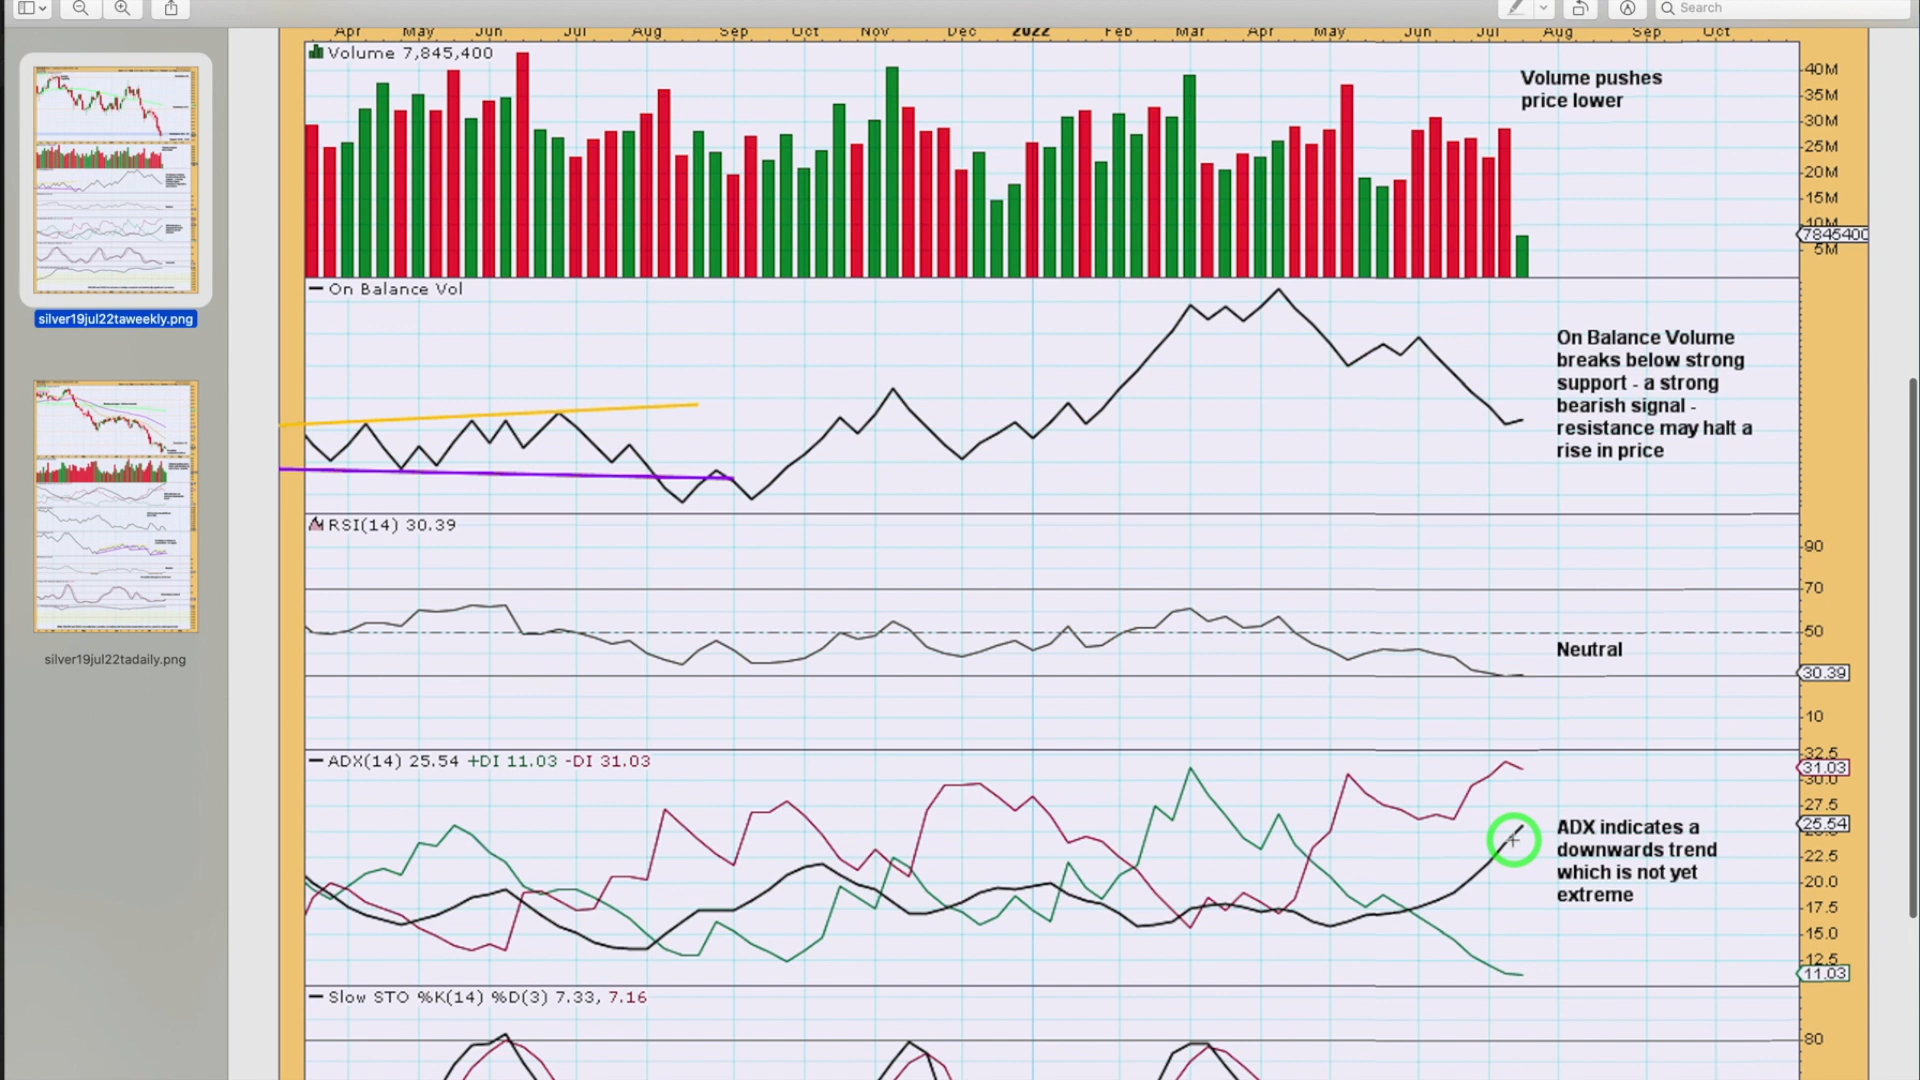 Search
Apr May Jun Jul Aug Sep Oct Nov Dec 2022 Feb Mar Apr May Jun Jul Aug Sep Oct
Volume 7,845,400
Volume pushes
price lower
40M
35M
30M
25M
20M
15M
10M
7845400
5M
silver19jul22taweekly.png
On Balance Vol
On Balance Volume
breaks below strong
support - a strong
bearish signal -
resistance may halt a
rise in price
RSI(14) 30.39
90
70
50
Neutral
30.39
10
silver19jul22tadaily.png
ADX(14) 25.54 +DI 11.03 -DI 31.03
32.5
31.03
30.0
27.5
25.54
22.5
20.0
17.5
15.0
12.5
11.03
ADX indicates a
downwards trend
which is not yet
extreme
Slow STO %K(14) %D(3) 7.33, 7.16
80